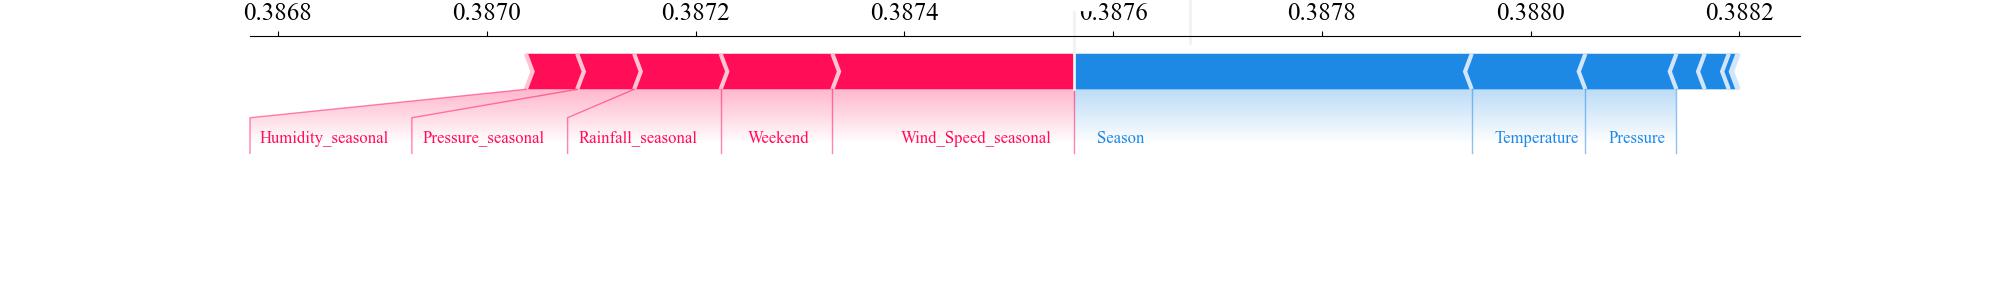 0.3868 0.3870 0.3872 0.3874 0.3876 0.3878 0.3880 0.3882
Humidity_seasonal Pressure_seasonal Rainfall_seasonal Weekend Wind_Speed_seasonal Season Temperature Pressure